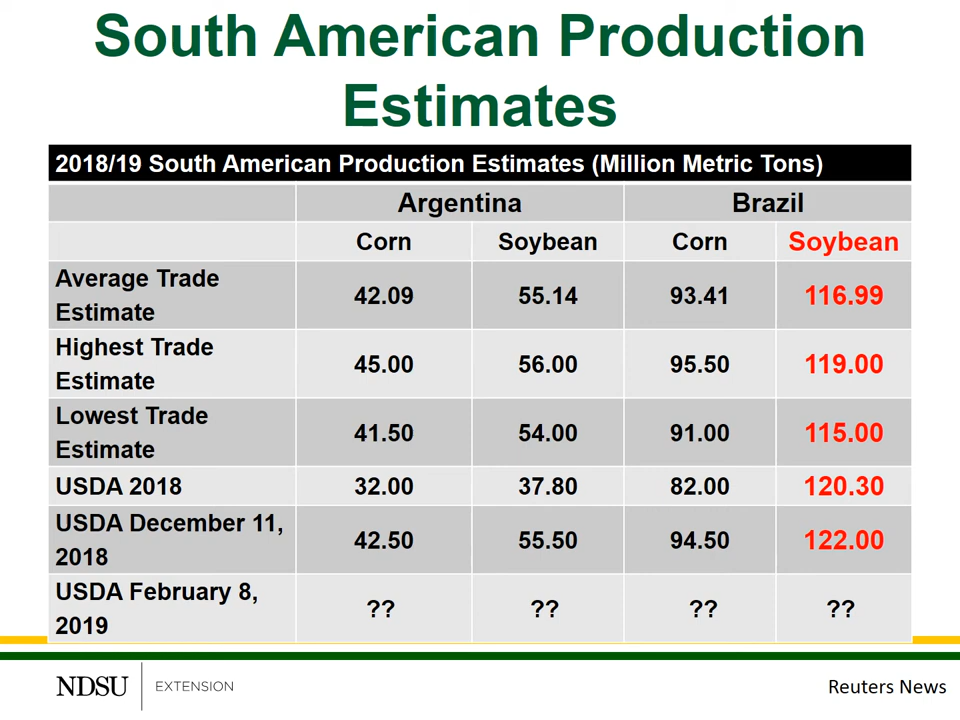 South American Production
Estimates
2018/19 South American Production Estimates (Million Metric Tons)
Argentina Brazil
Corn Soybean Corn Soybean
Average Trade
Estimate 42.09 55.14 93.41 116.99
Highest Trade
Estimate 45.00 56.00 95.50 119.00
Lowest Trade
Estimate 41.50 54.00 91.00 115.00
USDA 2018 32.00 37.80 82.00 120.30
USDA December 11,
2018 42.50 55.50 94.50 122.00
USDA February 8,
2019 ?? ?? ?? ??
NDSU EXTENSION Reuters News